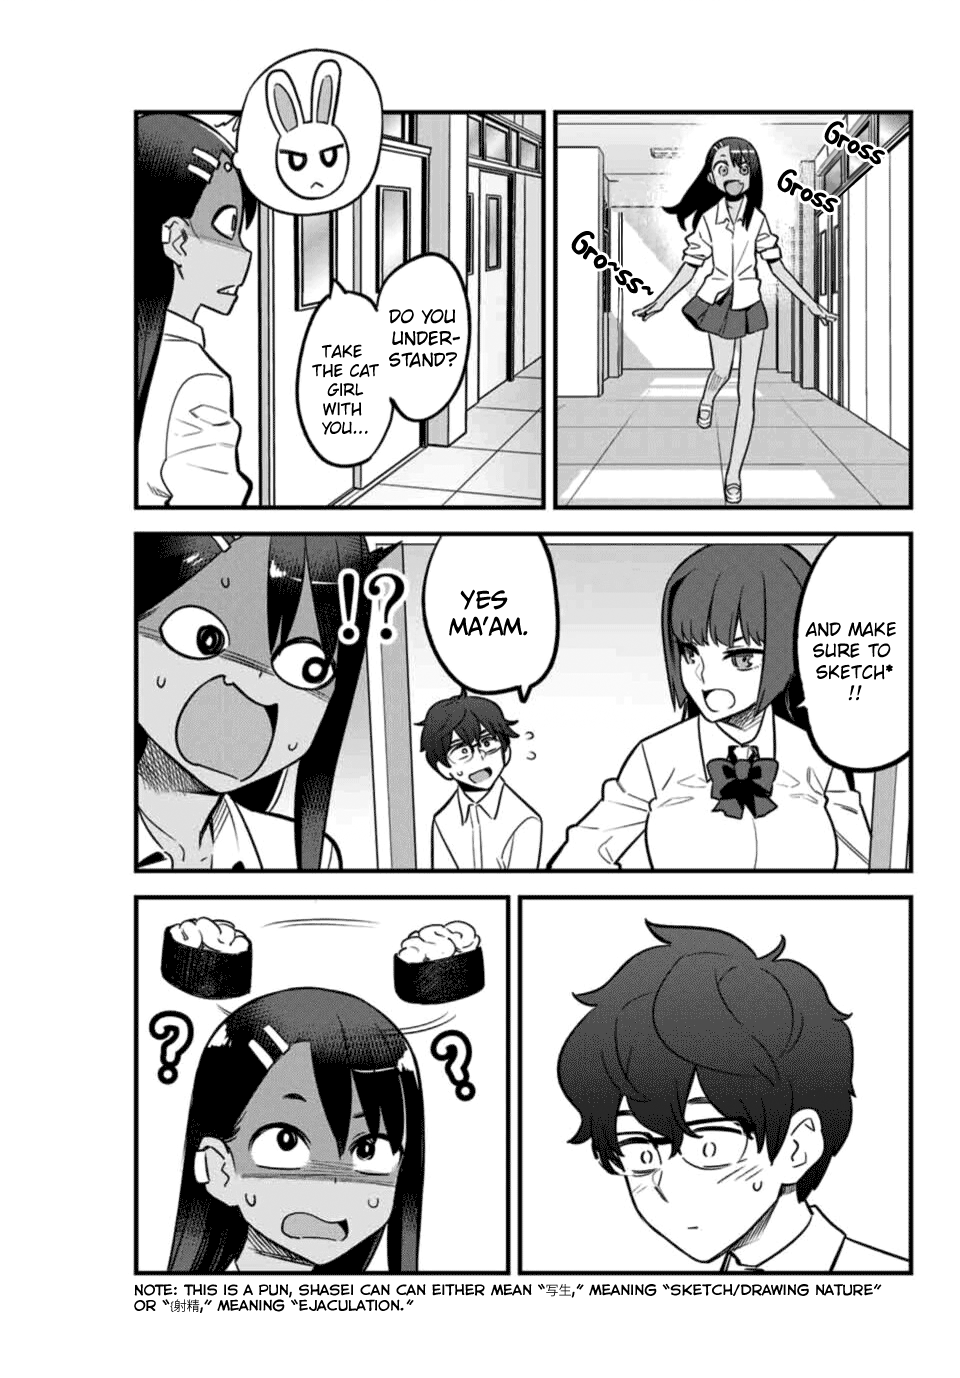 Gross
Gross
Gro~ss~
DO YOU
UNDER-
STAND?
TAKE
THE CAT
GIRL
WITH
YOU...
AND MAKE
SURE TO
SKETCH*
!!
YES
MA'AM.
!?
?
?
NOTE: THIS IS A PUN, SHASEI CAN CAN EITHER MEAN “写生,” MEANING “SKETCH/DRAWING NATURE”
OR “射精,” MEANING “EJACULATION.”